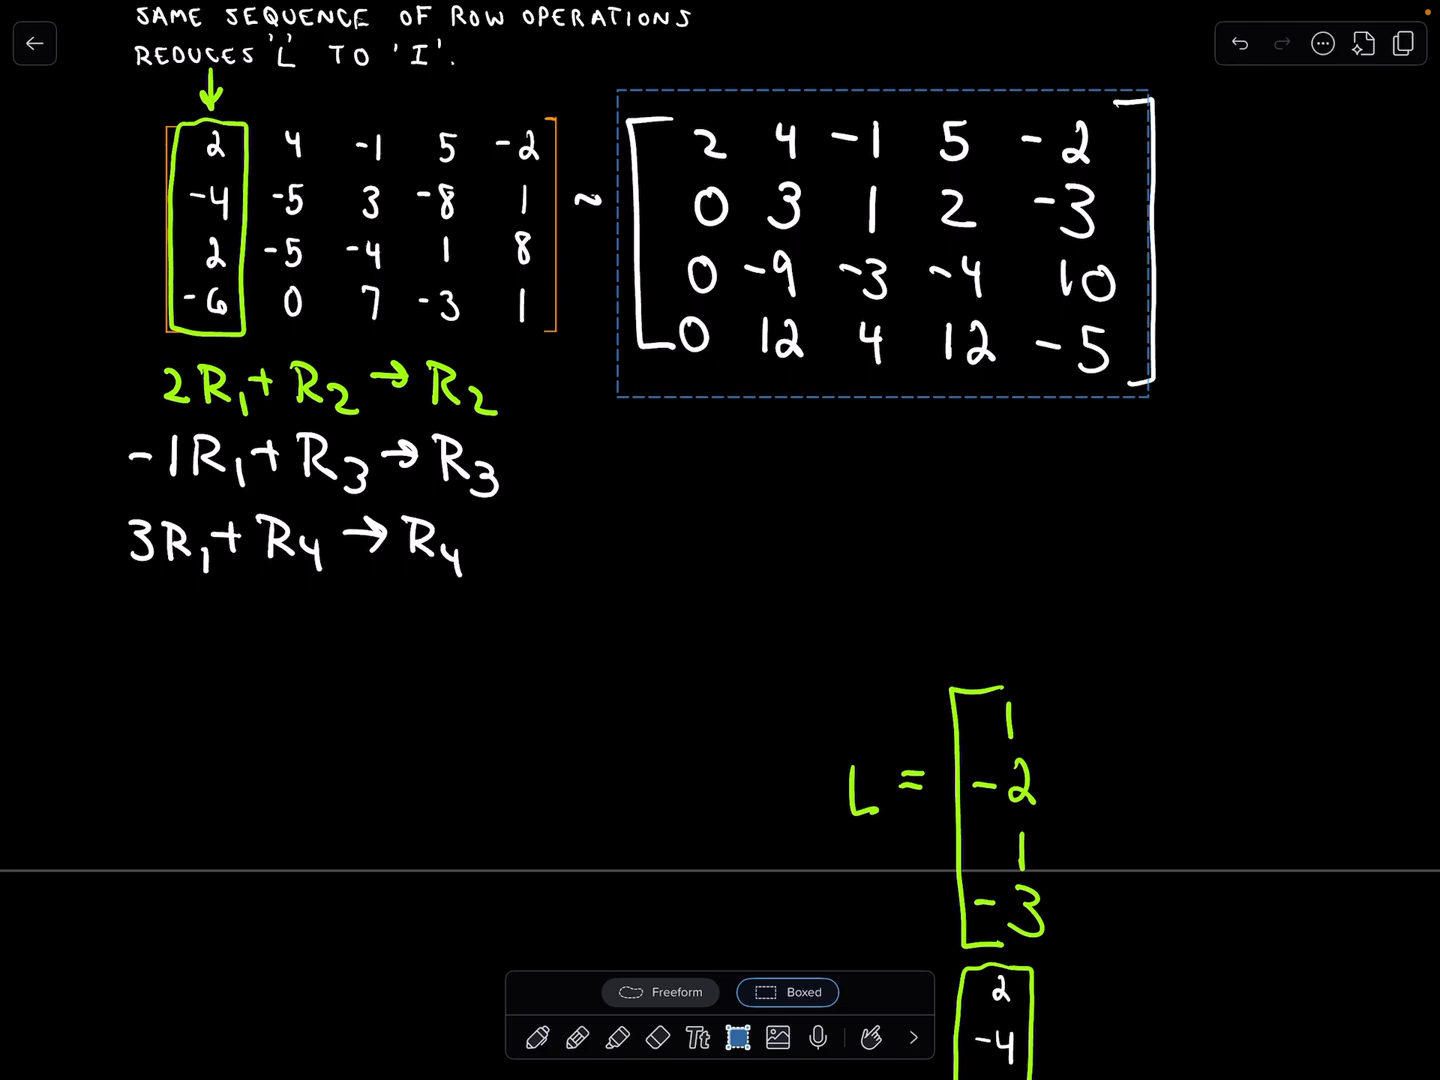 SAME SEQUENCE OF ROW OPERATIONS
REDUCES 'L' TO 'I'.
2 4 -1 5 -2
-4 -5 3 -8 1
2 -5 -4 1 8
-6 0 7 -3 1
~
2 4 -1 5 -2
0 3 1 2 -3
0 -9 -3 -4 10
0 12 4 12 -5
2R₁ + R₂ → R₂
-1R₁ + R₃ → R₃
3R₁ + R₄ → R₄
L =
1
-2
1
-3
2
-4
Freeform Boxed
Tt